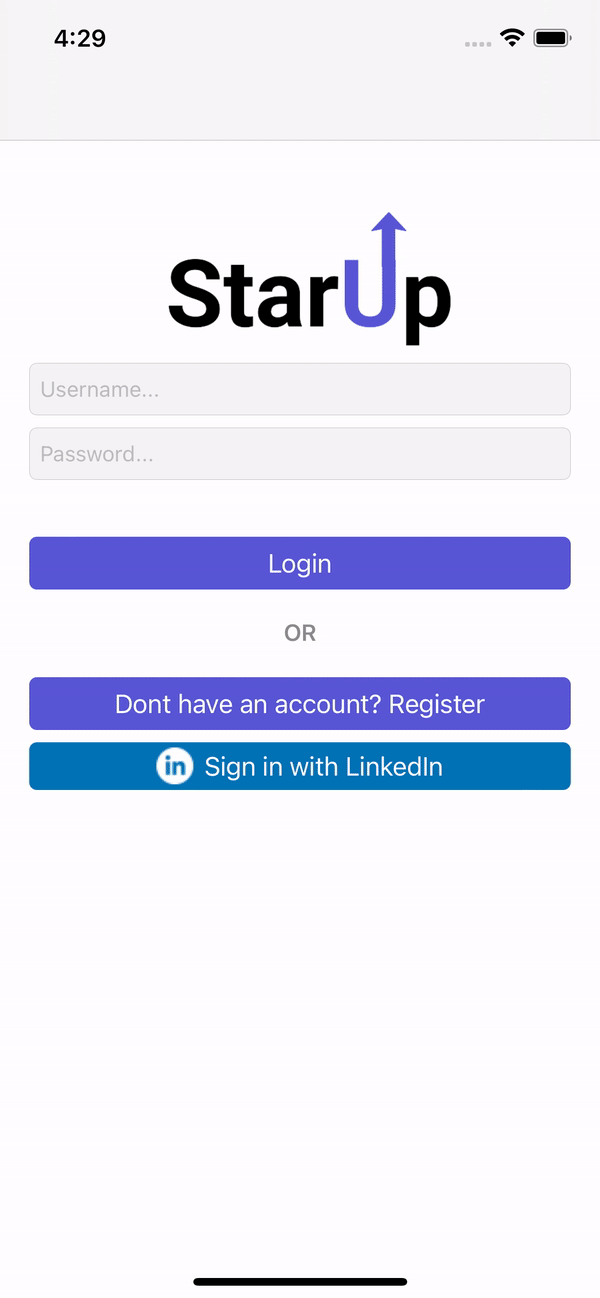 4:29
StarUp
Username...
Password...
Login
OR
Dont have an account? Register
in Sign in with LinkedIn